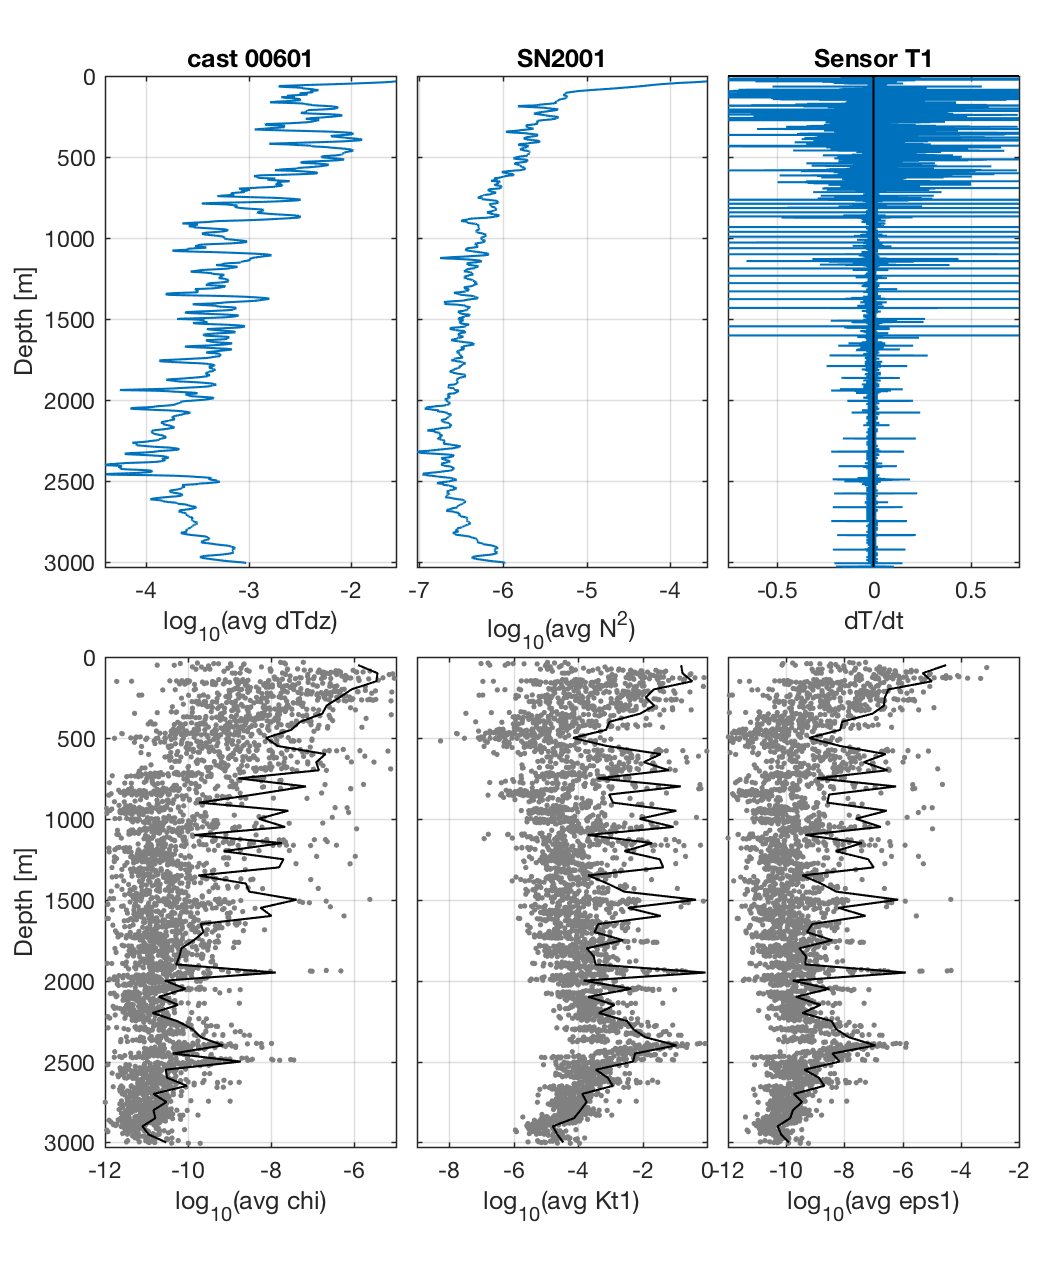 cast 00601 SN2001 Sensor T1
0
500
1000
1500
2000
2500
3000
Depth [m]
-4 -3 -2 -7 -6 -5 -4 -0.5 0 0.5
log10(avg dTdz) log10(avg N2) dT/dt
0
500
1000
1500
2000
2500
3000
Depth [m]
-12 -10 -8 -6 -8 -6 -4 -2 0 -12 -10 -8 -6 -4 -2
log10(avg chi) log10(avg Kt1) log10(avg eps1)